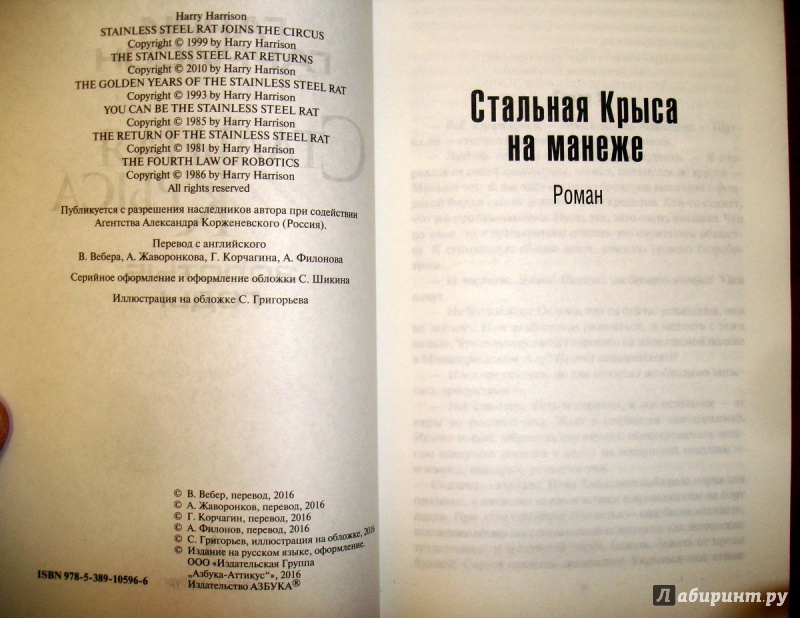 Harry Harrison
STAINLESS STEEL RAT JOINS THE CIRCUS
Copyright © 1999 by Harry Harrison
THE STAINLESS STEEL RAT RETURNS
Copyright © 2010 by Harry Harrison
THE GOLDEN YEARS OF THE STAINLESS STEEL RAT
Copyright © 1993 by Harry Harrison
YOU CAN BE THE STAINLESS STEEL RAT
Copyright © 1985 by Harry Harrison
THE RETURN OF THE STAINLESS STEEL RAT
Copyright © 1981 by Harry Harrison
THE FOURTH LAW OF ROBOTICS
Copyright © 1986 by Harry Harrison
All rights reserved
Публикуется с разрешения наследников автора при содействии
Агентства Александра Корженевского (Россия).
Перевод с английского
В. Вебера, А. Жаворонкова, Г. Корчагина, А. Филонова
Серийное оформление и оформление обложки С. Шикина
Иллюстрация на обложке С. Григорьева
© В. Вебер, перевод, 2016
© А. Жаворонков, перевод, 2016
© Г. Корчагин, перевод, 2016
© А. Филонов, перевод, 2016
© С. Григорьев, иллюстрация на обложке, 2016
© Издание на русском языке, оформление.
ООО «Издательская Группа
„Азбука-Аттикус“», 2016
Издательство АЗБУКА®
ISBN 978-5-389-10596-6
Стальная Крыса
на манеже
Роман
Лабиринт.ру